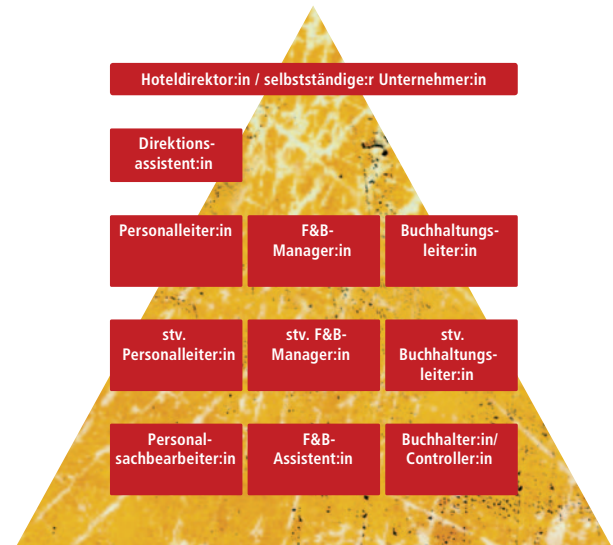 Hoteldirektor:in / selbstständige:r Unternehmer:in
Direktions-
assistent:in
Personalleiter:in
F&B-
Manager:in
Buchhaltungs-
leiter:in
stv.
Personalleiter:in
stv. F&B-
Manager:in
stv.
Buchhaltungs-
leiter:in
Personal-
sachbearbeiter:in
F&B-
Assistent:in
Buchhalter:in/
Controller:in